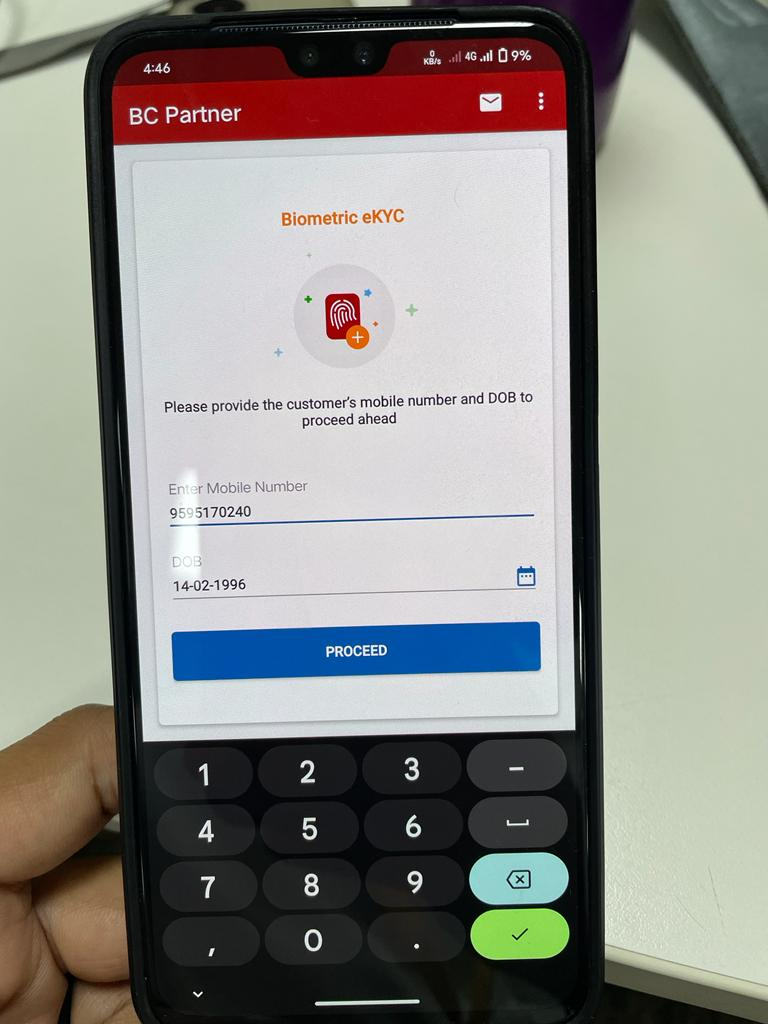 4:46
0 KB/s 4G 9%
BC Partner
Biometric eKYC
Please provide the customer's mobile number and DOB to
proceed ahead
Enter Mobile Number
9595170240
DOB
14-02-1996
PROCEED
1 2 3 –
4 5 6
7 8 9
, 0 .